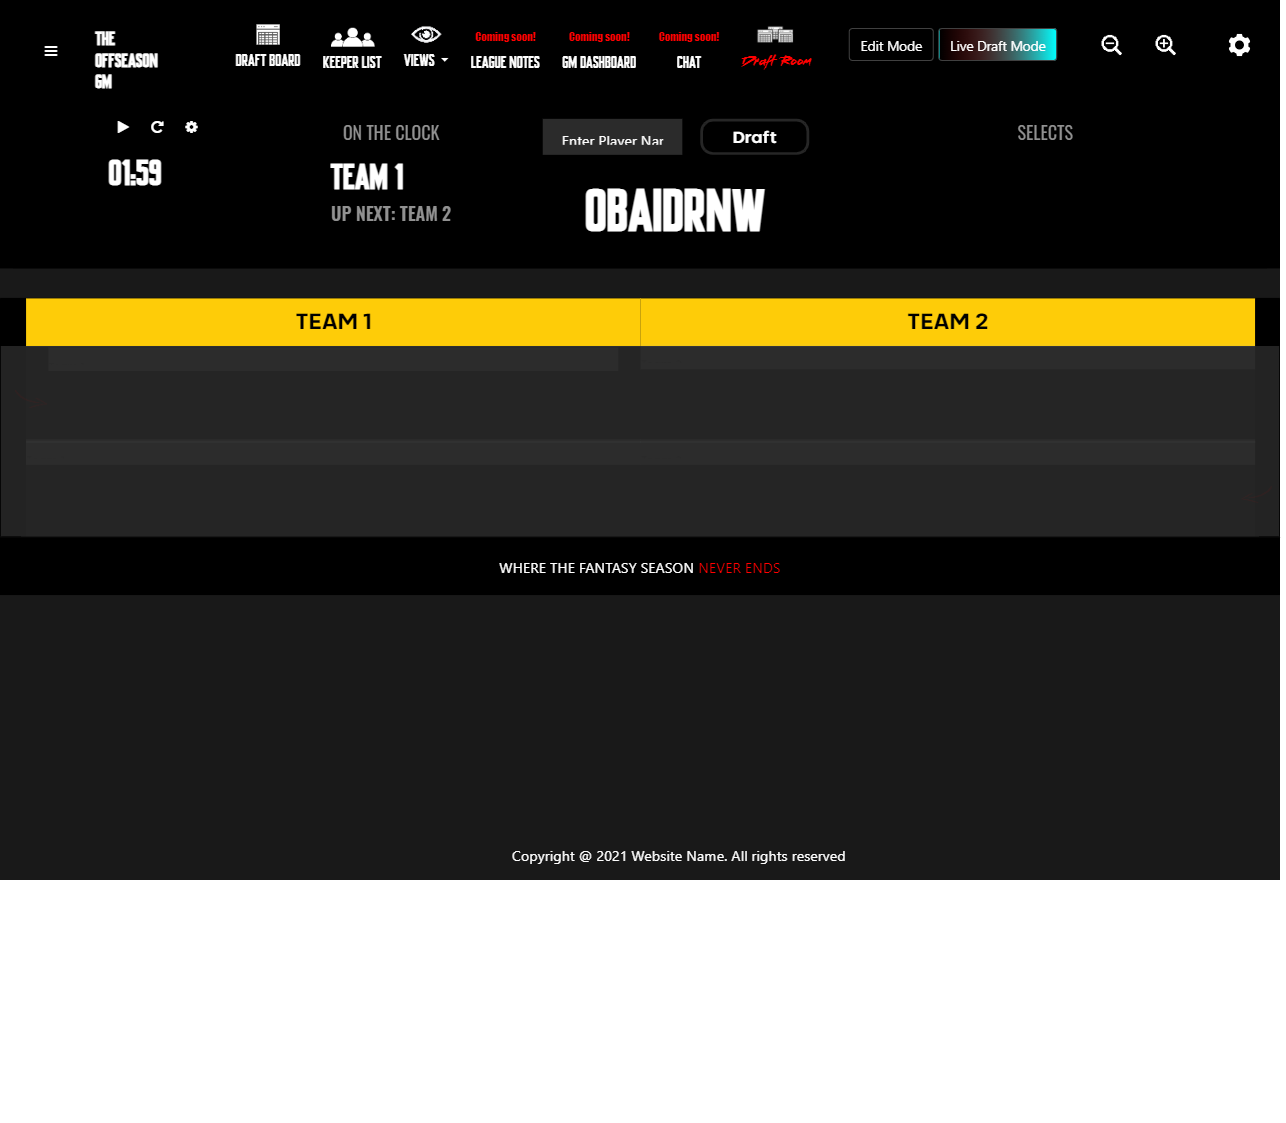 THE
OFFSEASON
GM
DRAFT BOARD
KEEPER LIST
VIEWS
Coming soon!
LEAGUE NOTES
Coming soon!
GM DASHBOARD
Coming soon!
CHAT
Draft Room
Edit Mode
Live Draft Mode
01:59
ON THE CLOCK
TEAM 1
UP NEXT: TEAM 2
Enter Player Nar
Draft
OBAIDRNW
SELECTS
TEAM 1
TEAM 2
WHERE THE FANTASY SEASON NEVER ENDS
Copyright @ 2021 Website Name. All rights reserved